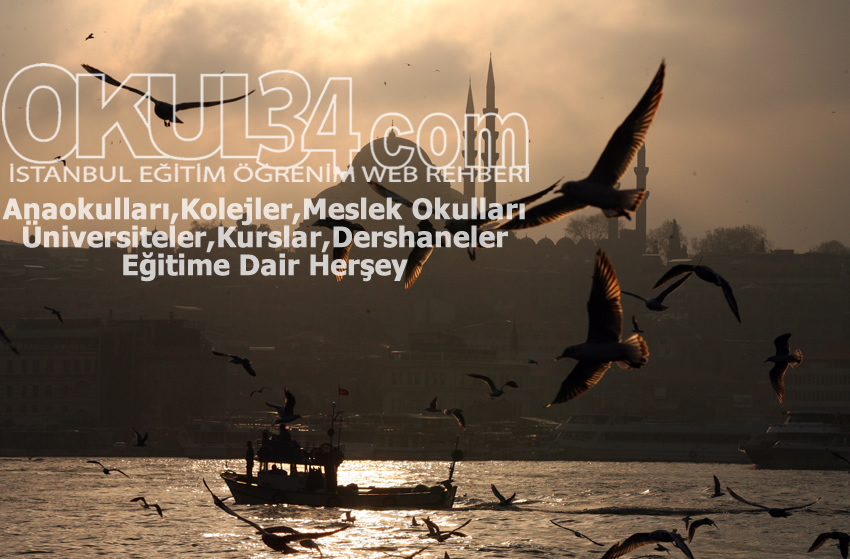 OKUL34.com
İSTANBUL EĞİTİM ÖĞRENİM WEB REHBERİ
Anaokulları,Kolejler,Meslek Okulları
Üniversiteler,Kurslar,Dershaneler
Eğitime Dair Herşey